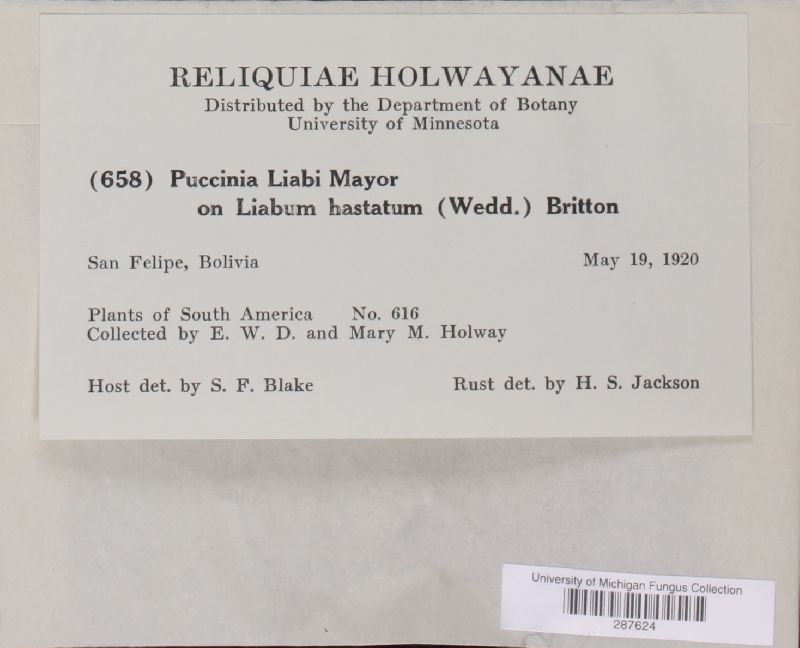 RELIQUIAE HOLWAYANAE
Distributed by the Department of Botany
University of Minnesota
(658) Puccinia Liabi Mayor
on Liabum hastatum (Wedd.) Britton
San Felipe, Bolivia May 19, 1920
Plants of South America No. 616
Collected by E. W. D. and Mary M. Holway
Host det. by S. F. Blake Rust det. by H. S. Jackson
University of Michigan Fungus Collection
287624